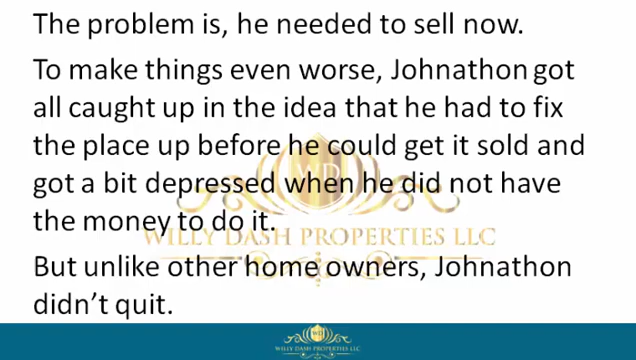 The problem is, he needed to sell now.
To make things even worse, Johnathon got
all caught up in the idea that he had to fix
the place up before he could get it sold and
got a bit depressed when he did not have
the money to do it.
WILLY DASH PROPERTIES LLC
But unlike other home owners, Johnathon
didn't quit.
WILLY DASH PROPERTIES LLC